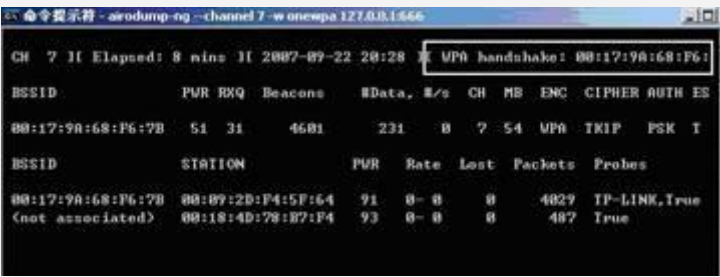 命令提示符 - airodump-ng --channel 7 -w onewpa 127.0.0.1:666
CH 7 ][ Elapsed: 8 mins ][ 2007-09-22 20:28 ][ WPA handshake: 00:17:9A:68:F6:
BSSID PWR RXQ Beacons #Data, #/s CH MB ENC CIPHER AUTH ES
00:17:9A:68:F6:7B 51 31 4601 231 0 7 54 WPA TKIP PSK T
BSSID STATION PWR Rate Lost Packets Probes
00:17:9A:68:F6:7B 00:09:2D:F4:5F:64 91 0- 0 0 4029 TP-LINK,True
(not associated) 00:18:4D:78:B7:F4 93 0- 0 0 487 True